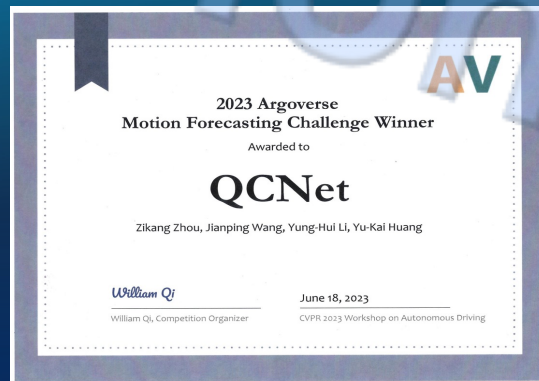 AV
2023 Argoverse
Motion Forecasting Challenge Winner
Awarded to
QCNet
Zikang Zhou, Jianping Wang, Yung-Hui Li, Yu-Kai Huang
William Qi
William Qi, Competition Organizer
June 18, 2023
CVPR 2023 Workshop on Autonomous Driving